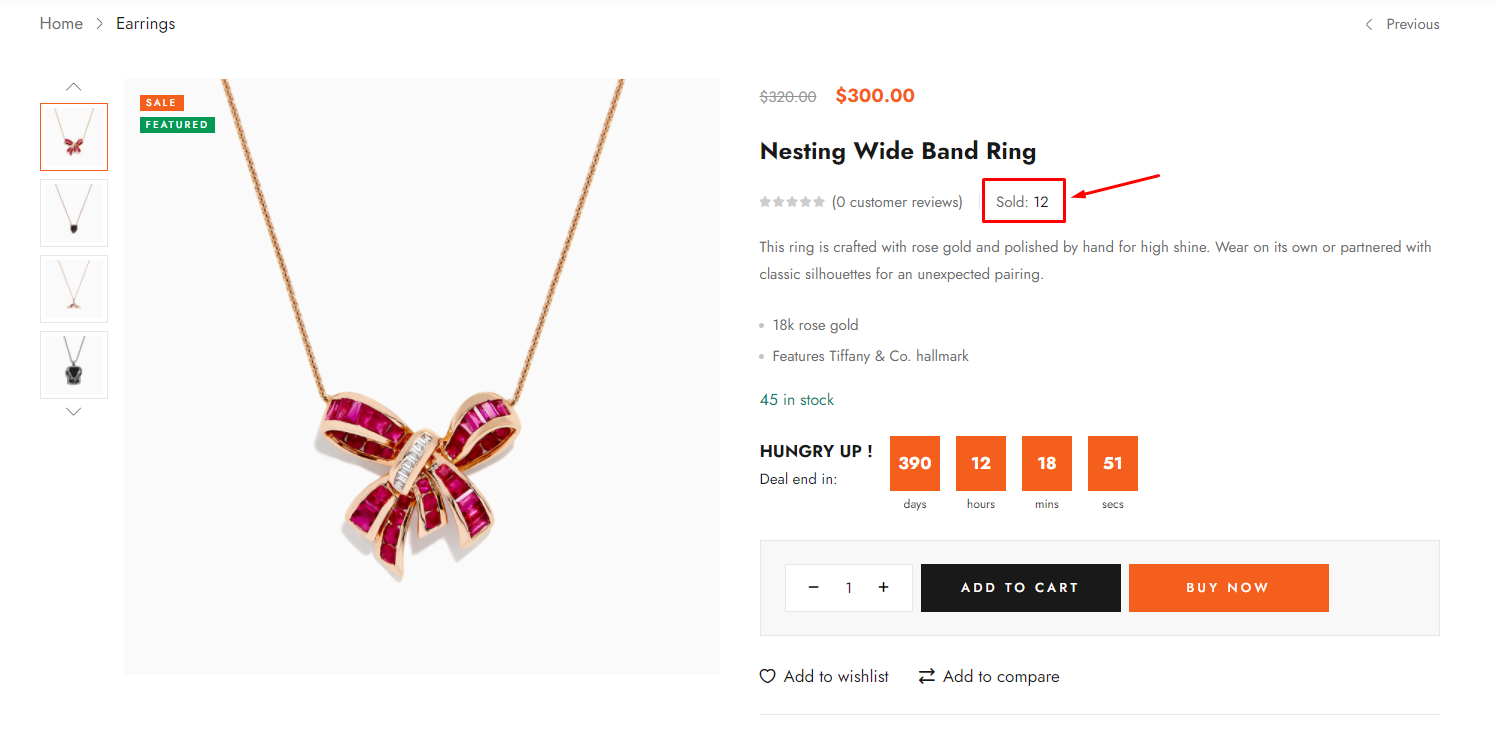 Home > Earrings
< Previous
SALE
FEATURED
$320.00 $300.00
Nesting Wide Band Ring
(0 customer reviews) Sold: 12
This ring is crafted with rose gold and polished by hand for high shine. Wear on its own or partnered with
classic silhouettes for an unexpected pairing.
18k rose gold
Features Tiffany & Co. hallmark
45 in stock
HUNGRY UP !
Deal end in:
390 12 18 51
days hours mins secs
− 1 + ADD TO CART BUY NOW
Add to wishlist Add to compare